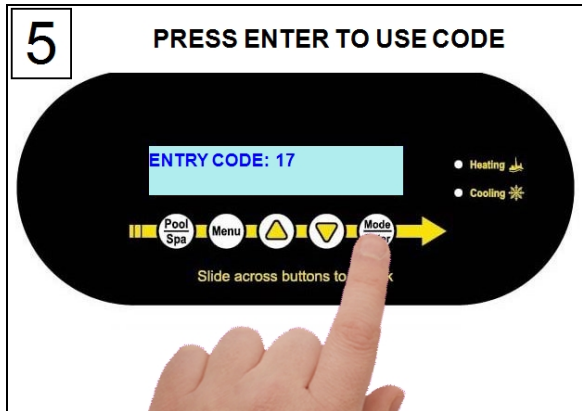 5
PRESS ENTER TO USE CODE
ENTRY CODE: 17
Heating
Cooling
Pool
Spa
Menu
Mode
Slide across buttons to